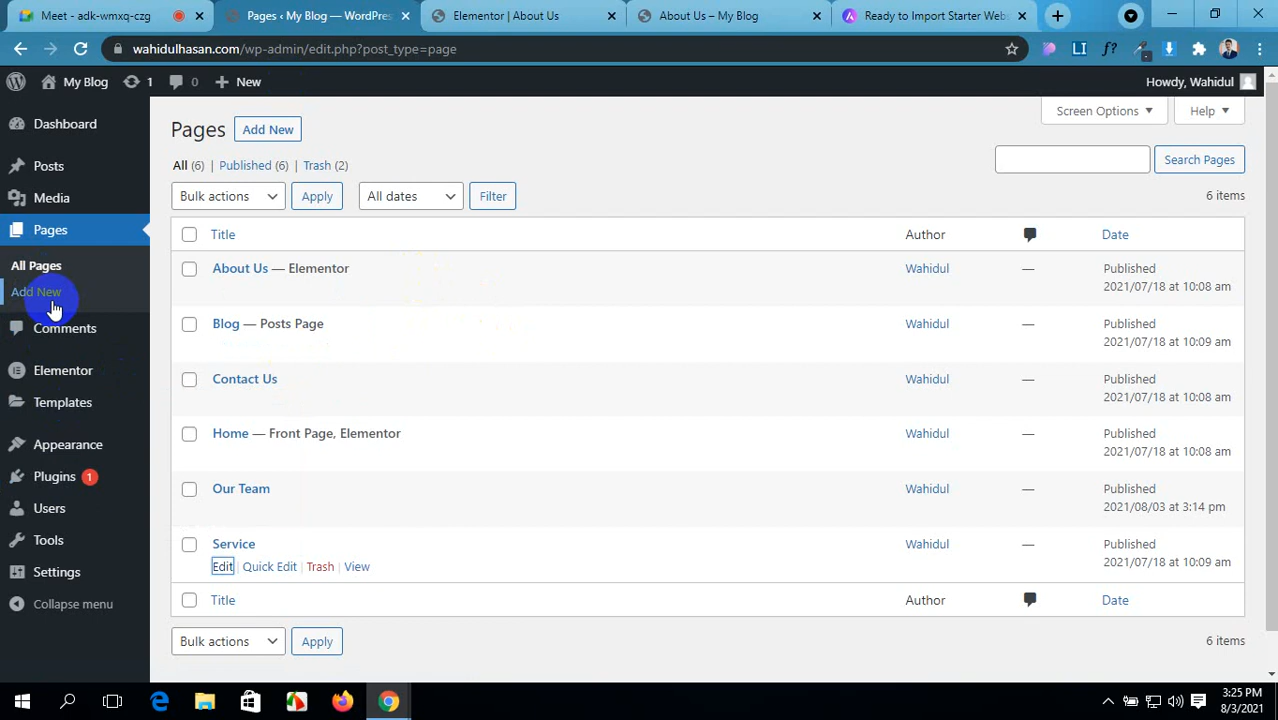 Meet - adk-wmxq-czg
Pages ‹ My Blog — WordPres
Elementor | About Us
About Us – My Blog
Ready to Import Starter Web
wahidulhasan.com/wp-admin/edit.php?post_type=page
My Blog 1 0 New
Howdy, Wahidul
Screen Options
Help
Dashboard
Posts
Media
Pages
All Pages
Add New
Comments
Elementor
Templates
Appearance
Plugins 1
Users
Tools
Settings
Collapse menu
Pages Add New
All (6) | Published (6) | Trash (2)
Search Pages
Bulk actions Apply All dates Filter
6 items
Title Author Date
About Us — Elementor Wahidul — Published
2021/07/18 at 10:08 am
Blog — Posts Page Wahidul — Published
2021/07/18 at 10:09 am
Contact Us Wahidul — Published
2021/07/18 at 10:08 am
Home — Front Page, Elementor Wahidul — Published
2021/07/18 at 10:08 am
Our Team Wahidul — Published
2021/08/03 at 3:14 pm
Service Wahidul — Published
Edit | Quick Edit | Trash | View 2021/07/18 at 10:09 am
Title Author Date
Bulk actions Apply
6 items
3:25 PM
8/3/2021